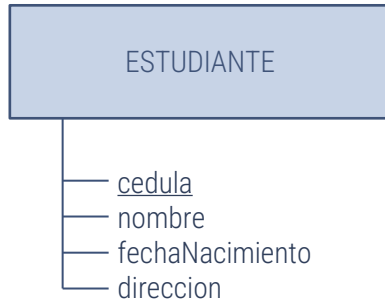 ESTUDIANTE
cedula
nombre
fechaNacimiento
direccion